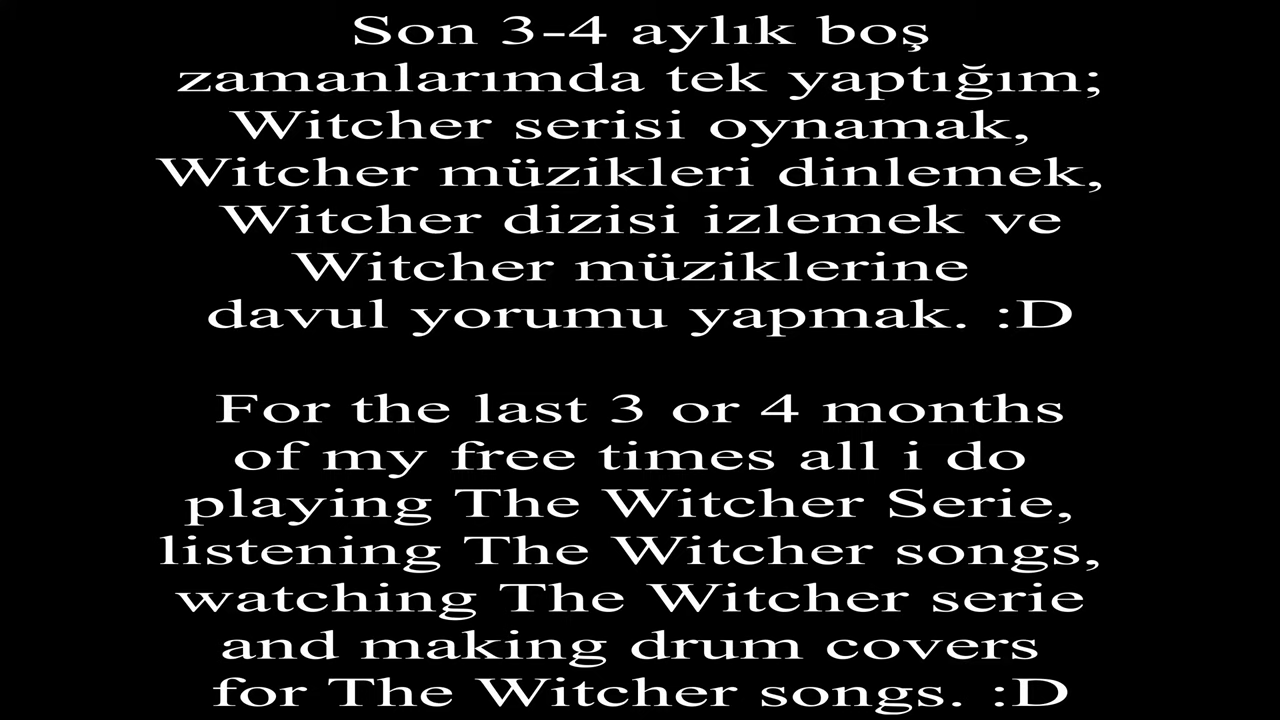 Son 3-4 aylık boş
zamanlarımda tek yaptığım;
Witcher serisi oynamak,
Witcher müzikleri dinlemek,
Witcher dizisi izlemek ve
Witcher müziklerine
davul yorumu yapmak. :D
For the last 3 or 4 months
of my free times all i do
playing The Witcher Serie,
listening The Witcher songs,
watching The Witcher serie
and making drum covers
for The Witcher songs. :D